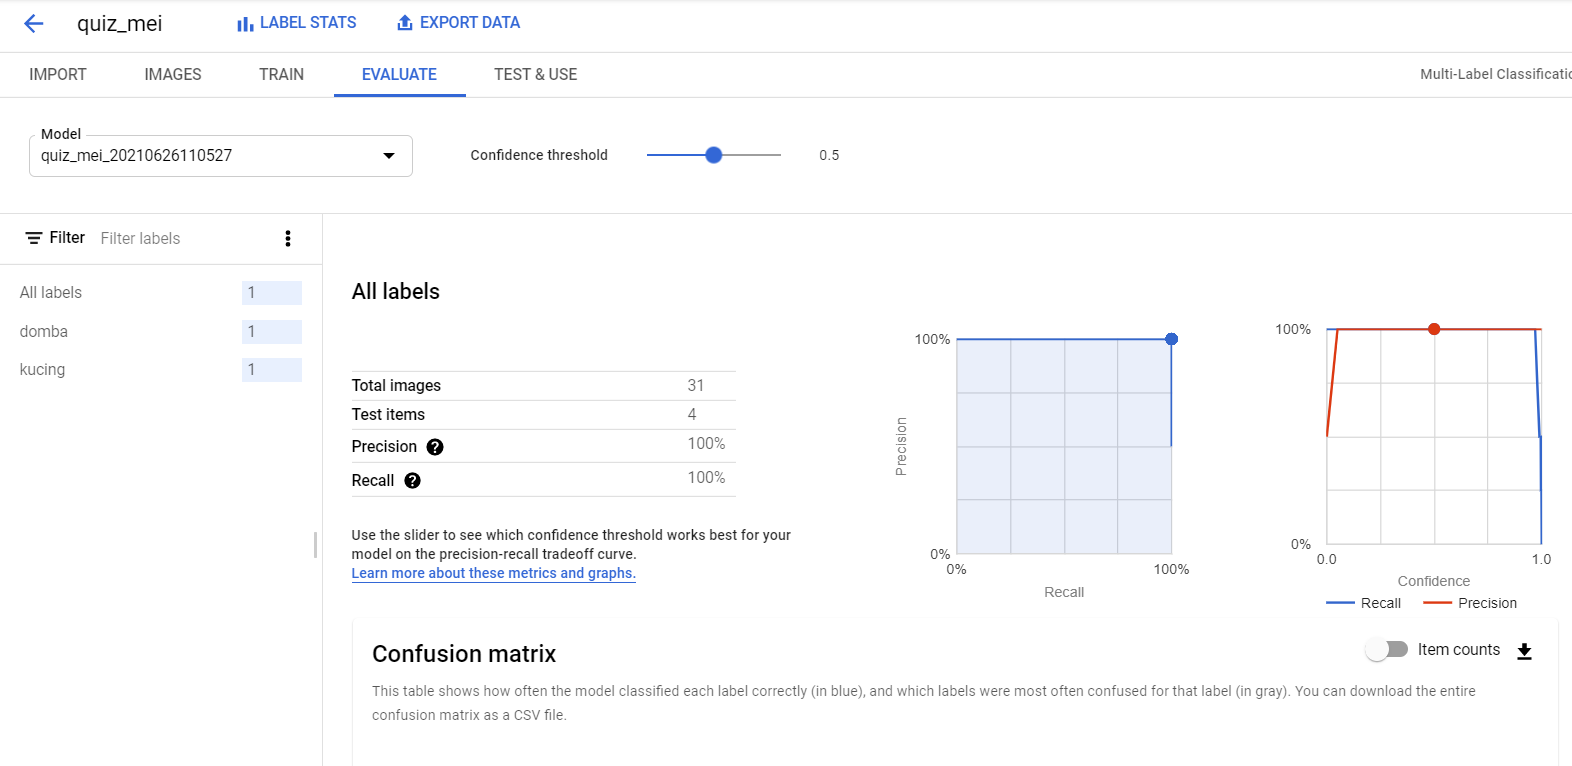 quiz_mei LABEL STATS EXPORT DATA
IMPORT IMAGES TRAIN EVALUATE TEST & USE Multi-Label Classificatio
Model
quiz_mei_20210626110527 Confidence threshold 0.5
Filter Filter labels
All labels 1
domba 1
kucing 1
All labels
Total images 31
Test items 4
Precision ? 100%
Recall ? 100%
Use the slider to see which confidence threshold works best for your
model on the precision-recall tradeoff curve.
Learn more about these metrics and graphs.
100%
Precision
0%
0% 100%
Recall
100%
0%
0.0 1.0
Confidence
Recall Precision
Confusion matrix Item counts
This table shows how often the model classified each label correctly (in blue), and which labels were most often confused for that label (in gray). You can download the entire
confusion matrix as a CSV file.